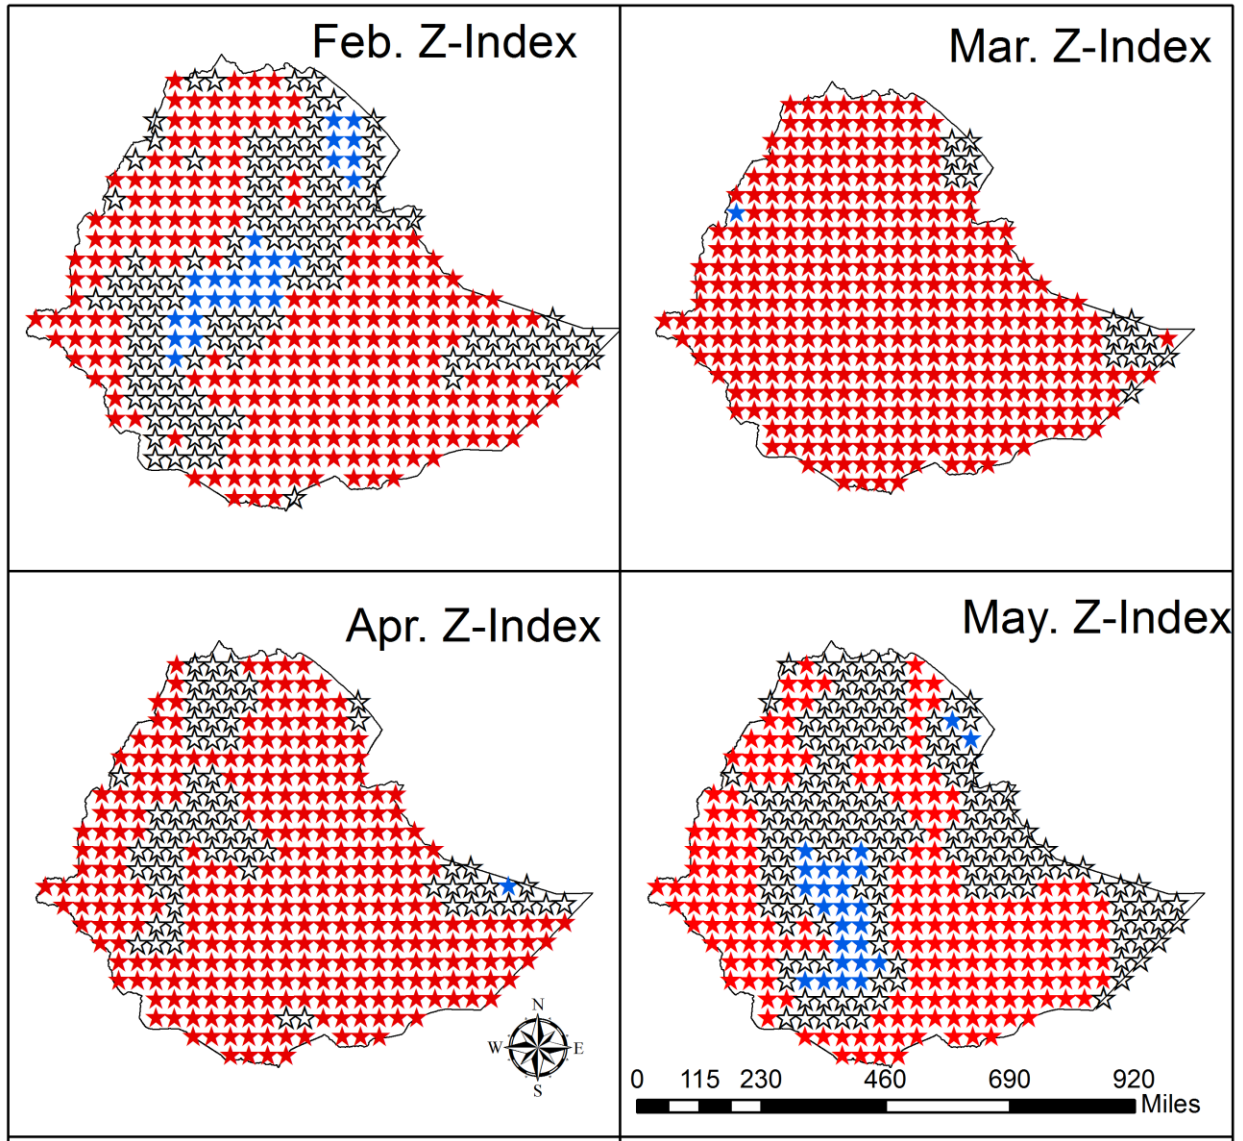 Feb. Z-Index
Mar. Z-Index
Apr. Z-Index
May. Z-Index
N
W E
S
0 115 230 460 690 920
Miles